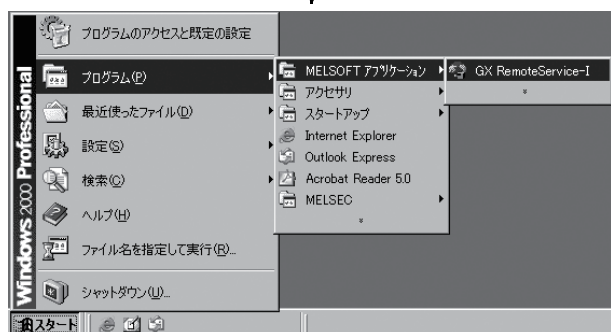 プログラムのアクセスと既定の設定
プログラム(P)
最近使ったファイル(D)
設定(S)
検索(C)
ヘルプ(H)
ファイル名を指定して実行(R)...
シャットダウン(U)...
Windows 2000 Professional
MELSOFT アプリケーション
アクセサリ
スタートアップ
Internet Explorer
Outlook Express
Acrobat Reader 5.0
MELSEC
GX RemoteService-I
スタート